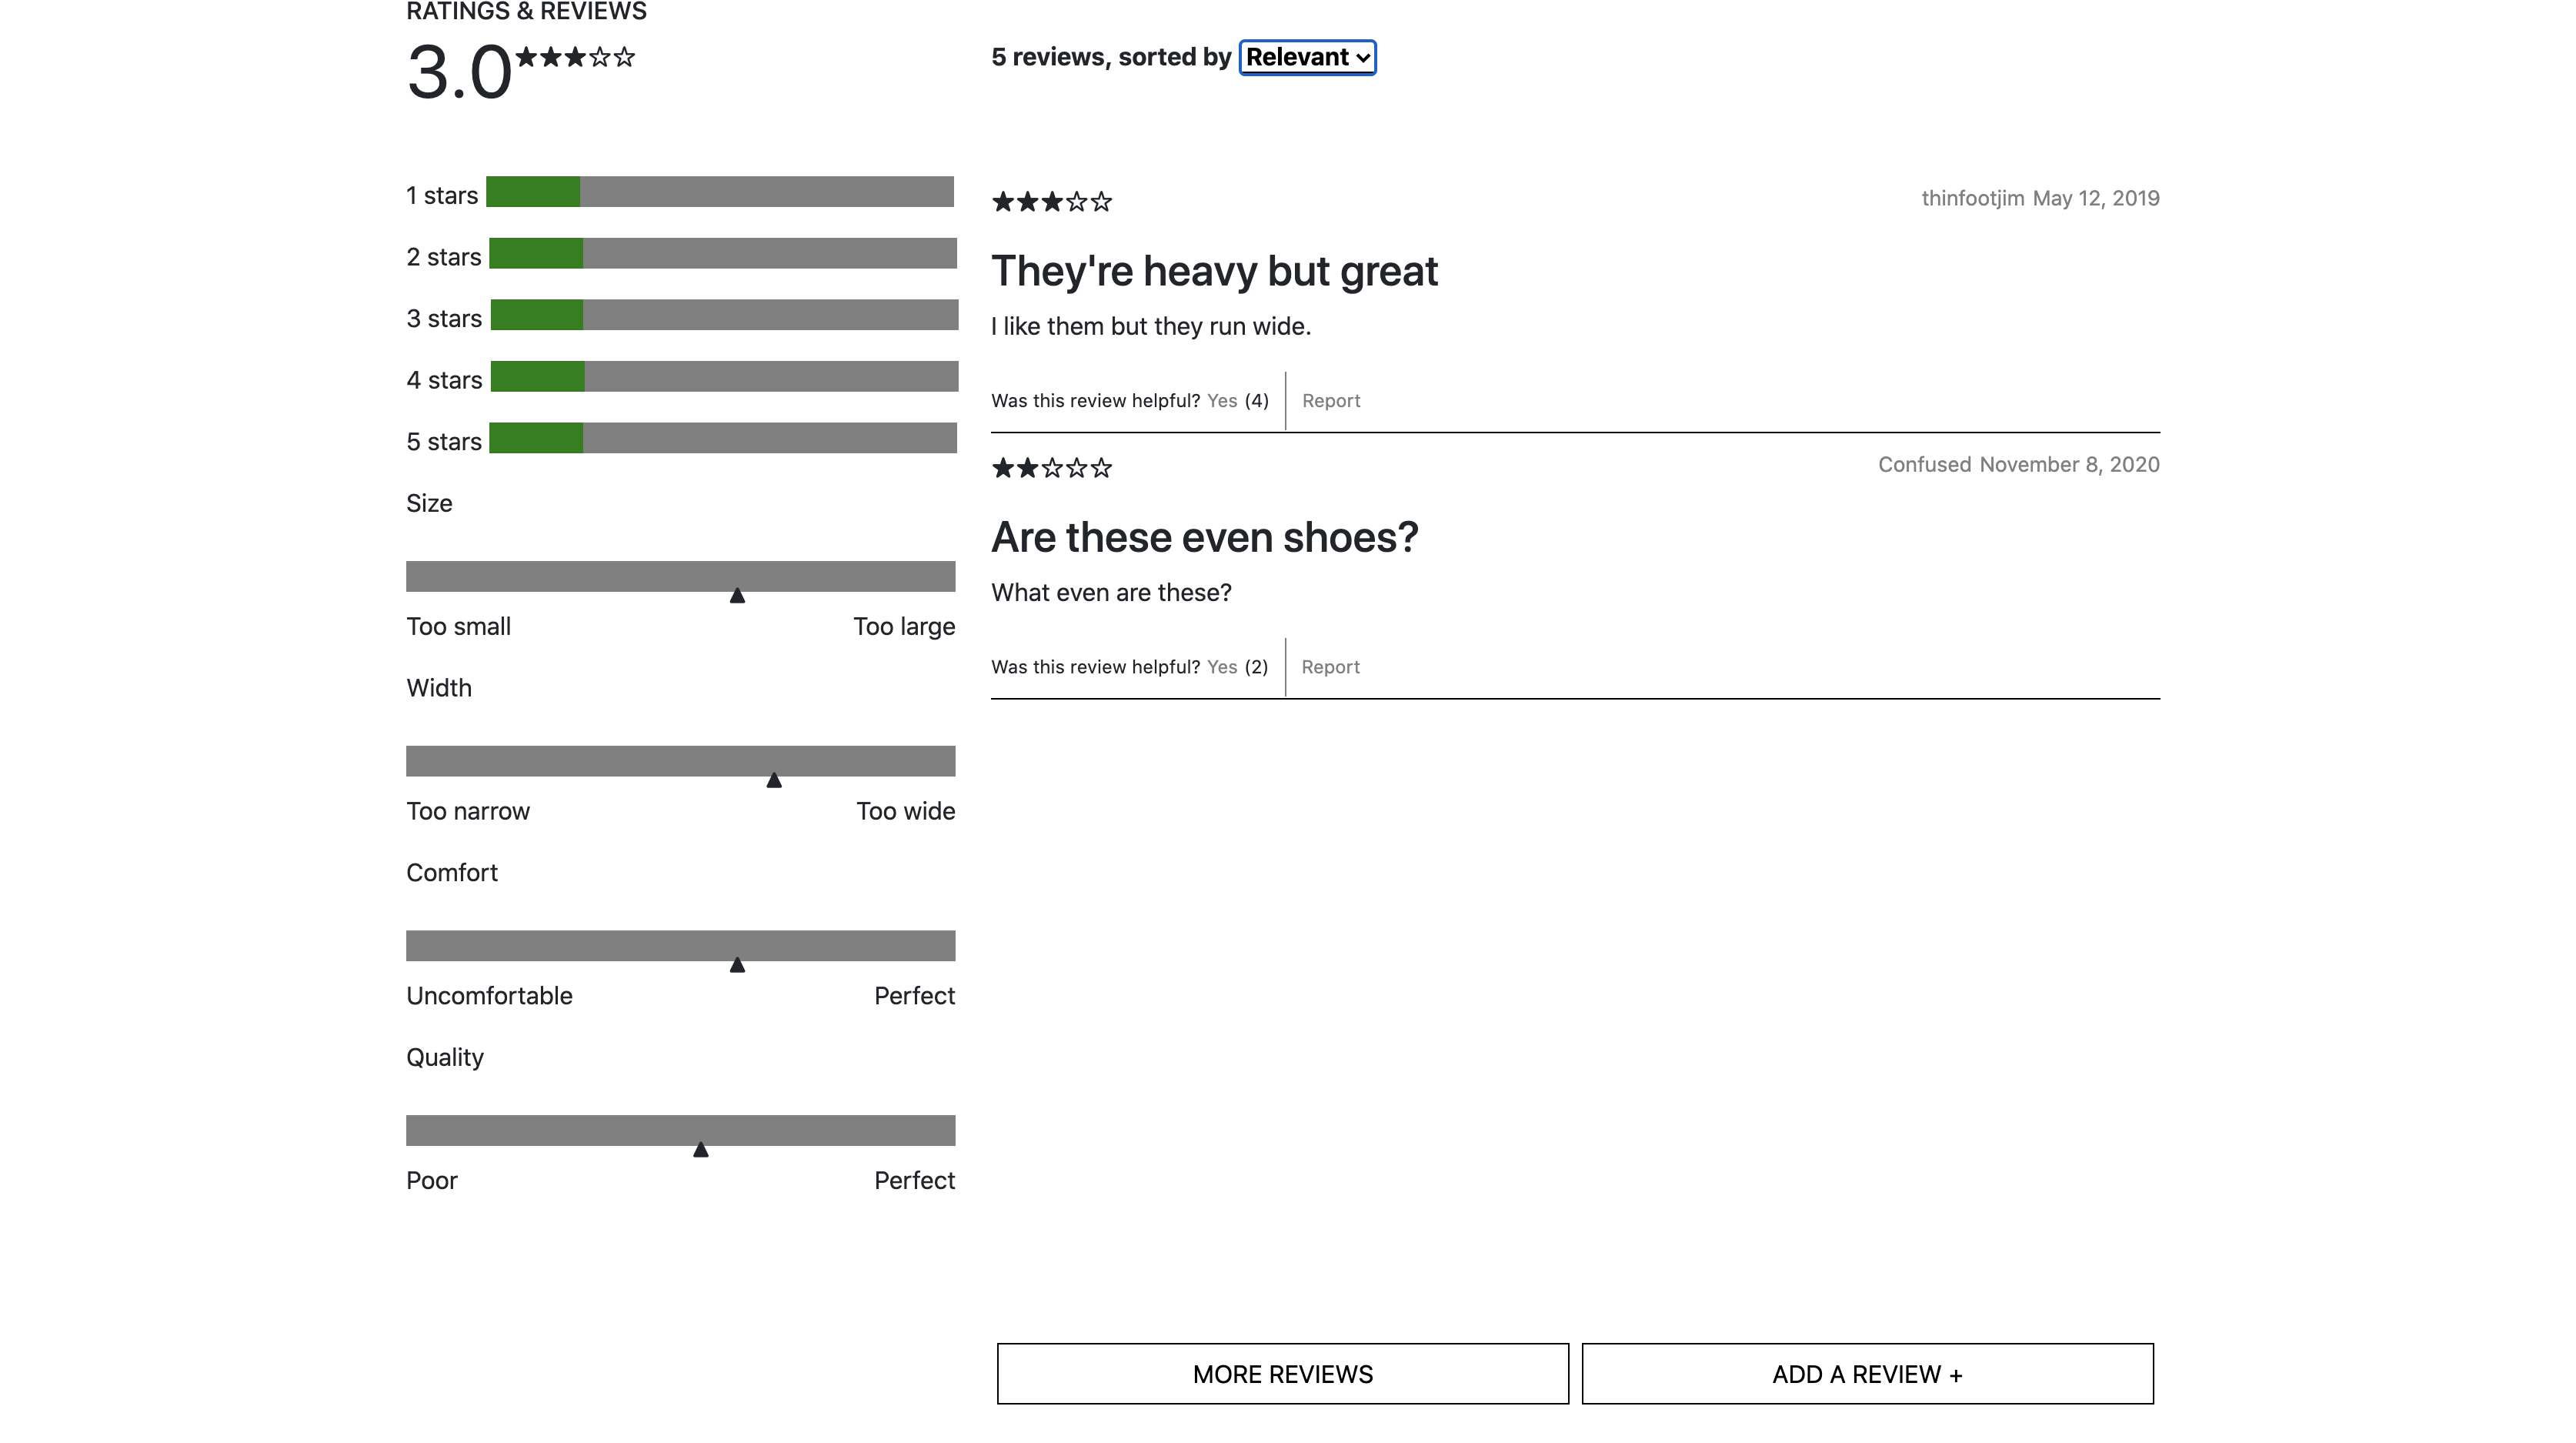 RATINGS & REVIEWS
3.0
5 reviews, sorted by Relevant
1 stars
2 stars
3 stars
4 stars
5 stars
Size
Too small Too large
Width
Too narrow Too wide
Comfort
Uncomfortable Perfect
Quality
Poor Perfect
thinfootjim May 12, 2019
They're heavy but great
I like them but they run wide.
Was this review helpful? Yes (4) Report
Confused November 8, 2020
Are these even shoes?
What even are these?
Was this review helpful? Yes (2) Report
MORE REVIEWS
ADD A REVIEW +